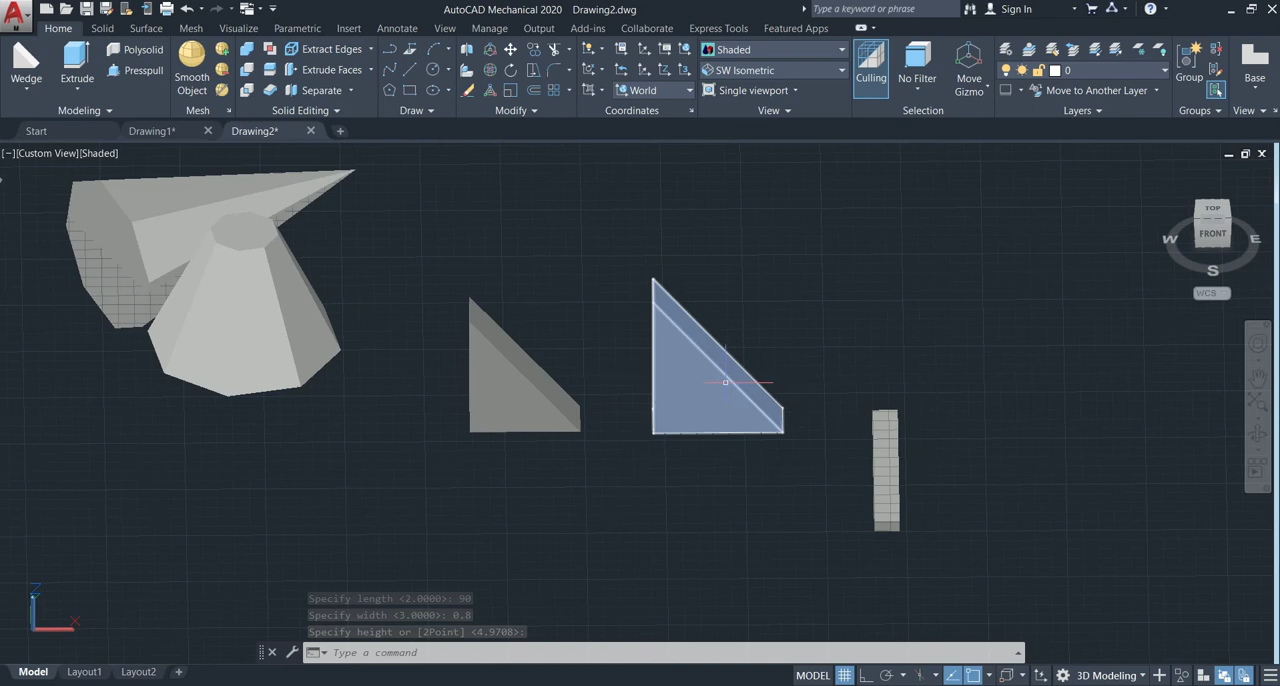 AutoCAD Mechanical 2020 Drawing2.dwg
Type a keyword or phrase
Sign In
Home Solid Surface Mesh Visualize Parametric Insert Annotate View Manage Output Add-ins Collaborate Express Tools Featured Apps
Wedge
Extrude
Polysolid
Presspull
Modeling
Smooth Object
Mesh
Extract Edges
Extrude Faces
Separate
Solid Editing
Draw
Modify
World
Coordinates
Shaded
SW Isometric
Single viewport
View
Culling
No Filter
Move Gizmo
Selection
0
Move to Another Layer
Layers
Group
Groups
Base
View
Start Drawing1* Drawing2*
[−][Custom View][Shaded]
TOP
FRONT
W E
S
WCS
Z
X
Specify length <2.0000>: 90
Specify width <3.0000>: 0.8
Specify height or [2Point] <4.9708>:
Type a command
Model Layout1 Layout2
MODEL
3D Modeling